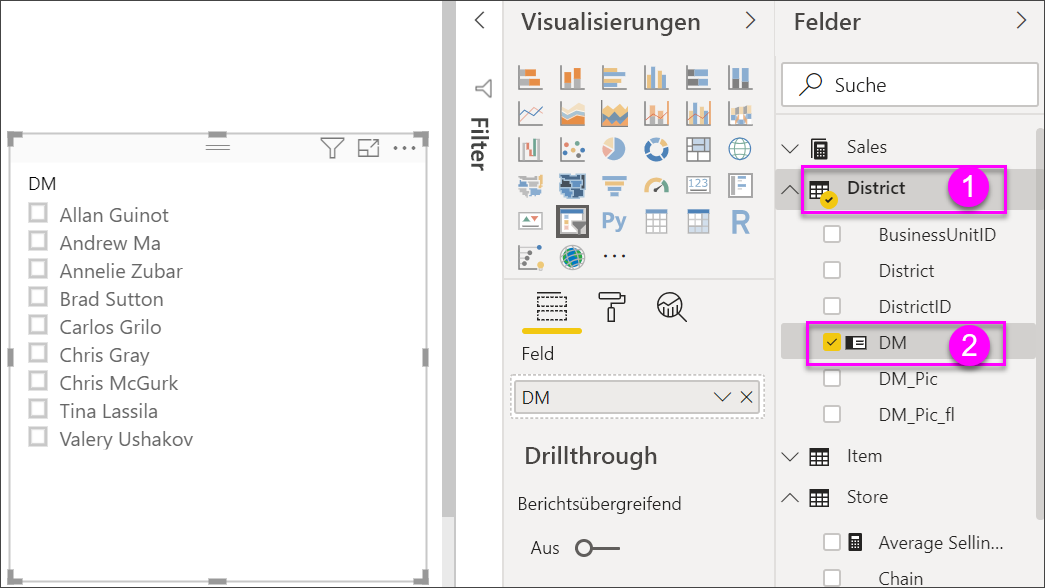 DM
Allan Guinot
Andrew Ma
Annelie Zubar
Brad Sutton
Carlos Grilo
Chris Gray
Chris McGurk
Tina Lassila
Valery Ushakov
Filter
Visualisierungen
123
Py
R
Feld
DM
Drillthrough
Berichtsübergreifend
Aus
Felder
Suche
Sales
District 1
BusinessUnitID
District
DistrictID
DM 2
DM_Pic
DM_Pic_fl
Item
Store
Average Sellin...
Chain